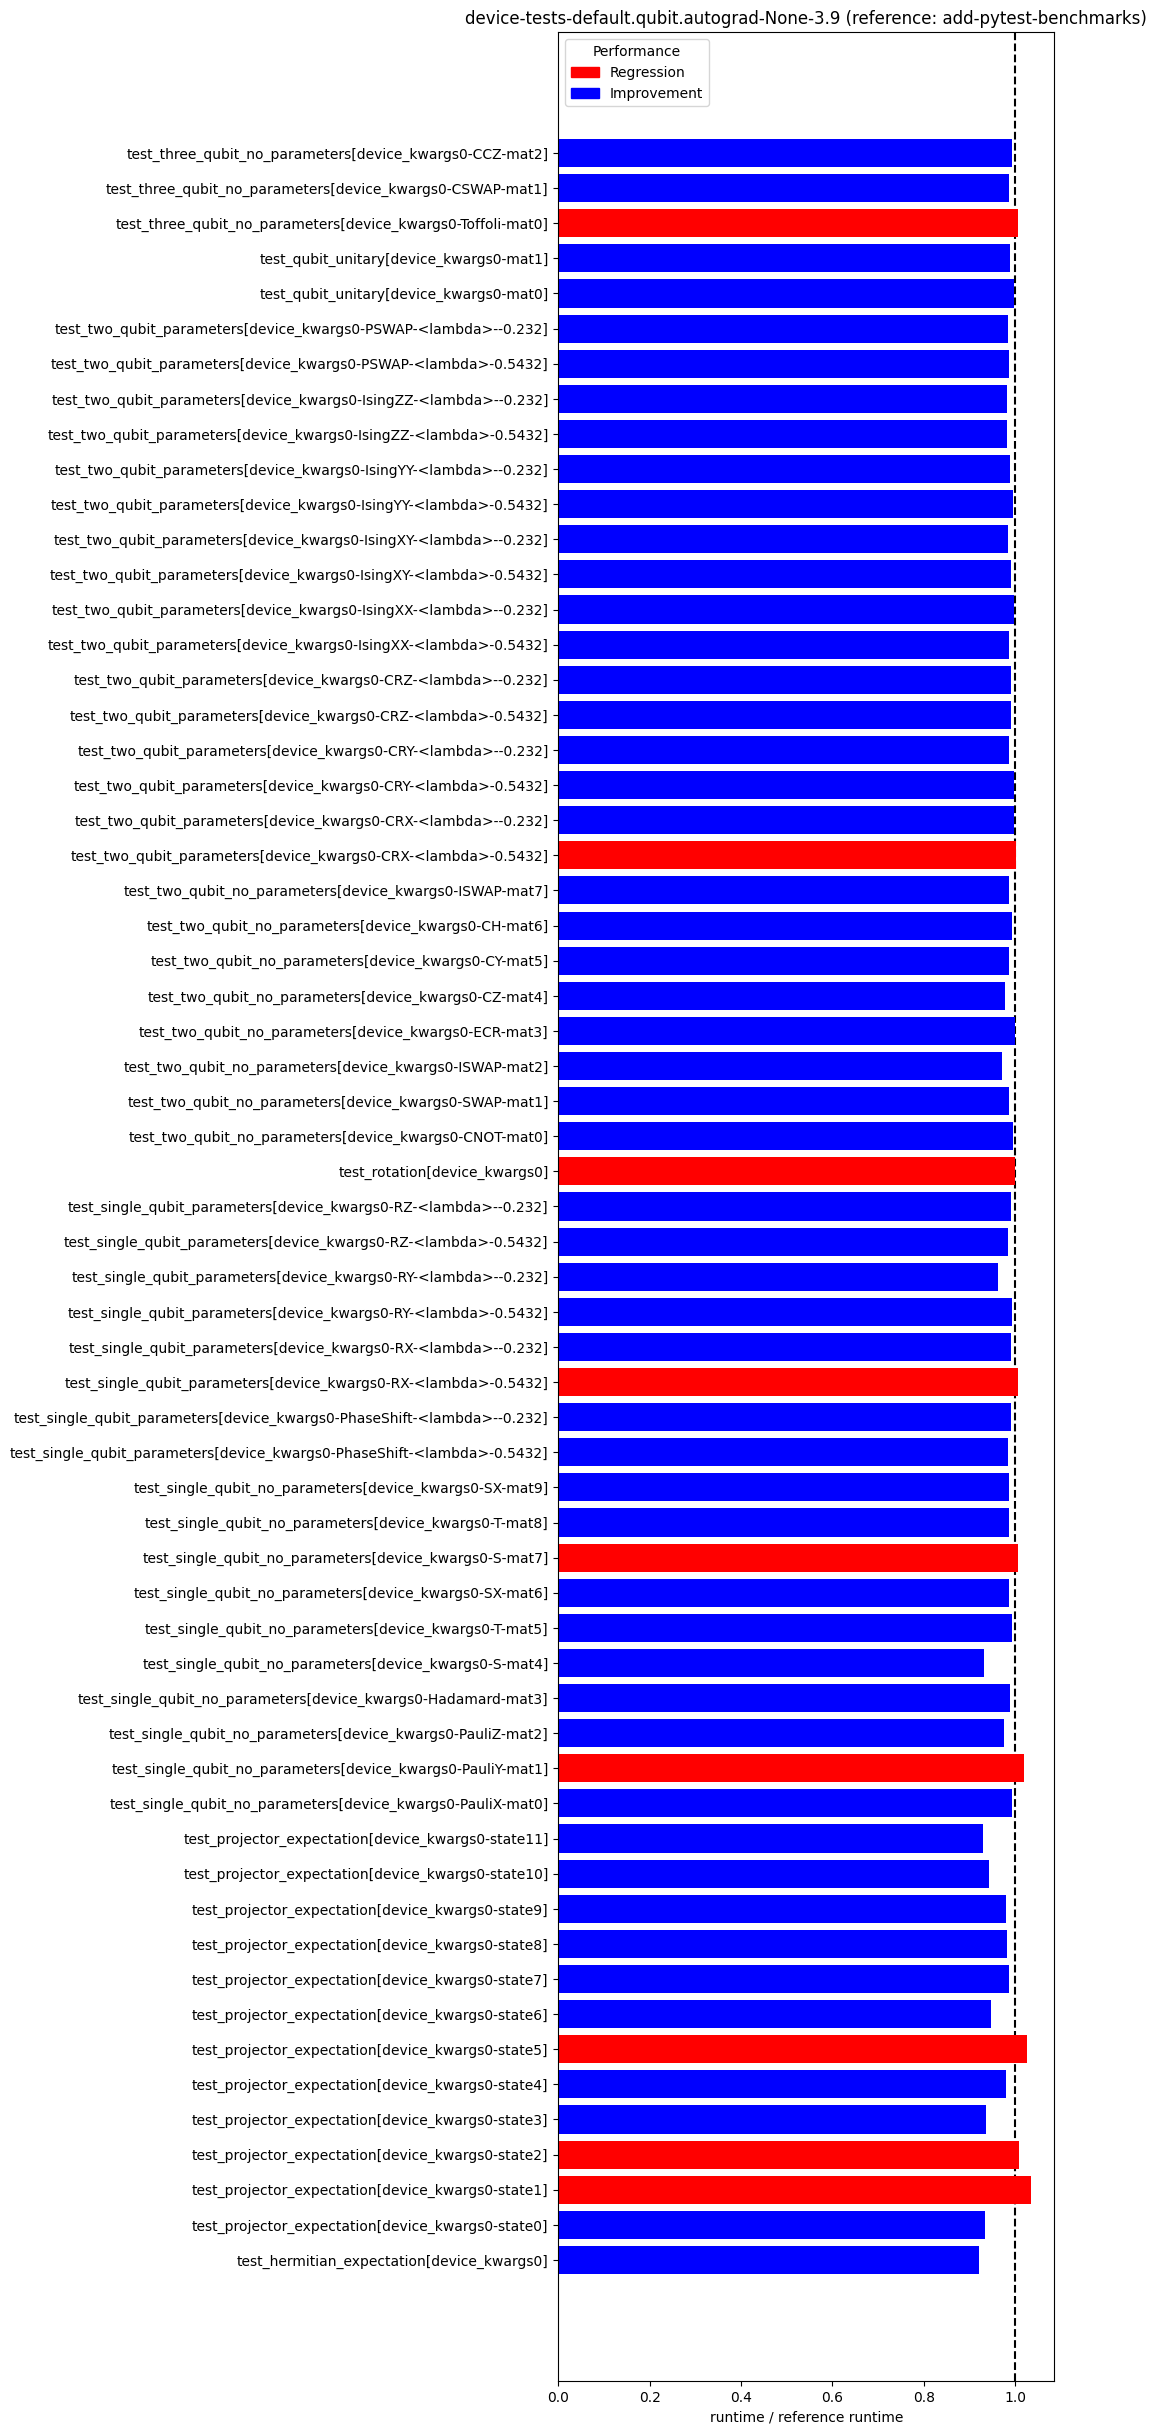 device-tests-default.qubit.autograd-None-3.9 (reference: add-pytest-benchmarks)
Performance
Regression
Improvement
test_three_qubit_no_parameters[device_kwargs0-CCZ-mat2]
test_three_qubit_no_parameters[device_kwargs0-CSWAP-mat1]
test_three_qubit_no_parameters[device_kwargs0-Toffoli-mat0]
test_qubit_unitary[device_kwargs0-mat1]
test_qubit_unitary[device_kwargs0-mat0]
test_two_qubit_parameters[device_kwargs0-PSWAP-<lambda>--0.232]
test_two_qubit_parameters[device_kwargs0-PSWAP-<lambda>-0.5432]
test_two_qubit_parameters[device_kwargs0-IsingZZ-<lambda>--0.232]
test_two_qubit_parameters[device_kwargs0-IsingZZ-<lambda>-0.5432]
test_two_qubit_parameters[device_kwargs0-IsingYY-<lambda>--0.232]
test_two_qubit_parameters[device_kwargs0-IsingYY-<lambda>-0.5432]
test_two_qubit_parameters[device_kwargs0-IsingXY-<lambda>--0.232]
test_two_qubit_parameters[device_kwargs0-IsingXY-<lambda>-0.5432]
test_two_qubit_parameters[device_kwargs0-IsingXX-<lambda>--0.232]
test_two_qubit_parameters[device_kwargs0-IsingXX-<lambda>-0.5432]
test_two_qubit_parameters[device_kwargs0-CRZ-<lambda>--0.232]
test_two_qubit_parameters[device_kwargs0-CRZ-<lambda>-0.5432]
test_two_qubit_parameters[device_kwargs0-CRY-<lambda>--0.232]
test_two_qubit_parameters[device_kwargs0-CRY-<lambda>-0.5432]
test_two_qubit_parameters[device_kwargs0-CRX-<lambda>--0.232]
test_two_qubit_parameters[device_kwargs0-CRX-<lambda>-0.5432]
test_two_qubit_no_parameters[device_kwargs0-ISWAP-mat7]
test_two_qubit_no_parameters[device_kwargs0-CH-mat6]
test_two_qubit_no_parameters[device_kwargs0-CY-mat5]
test_two_qubit_no_parameters[device_kwargs0-CZ-mat4]
test_two_qubit_no_parameters[device_kwargs0-ECR-mat3]
test_two_qubit_no_parameters[device_kwargs0-ISWAP-mat2]
test_two_qubit_no_parameters[device_kwargs0-SWAP-mat1]
test_two_qubit_no_parameters[device_kwargs0-CNOT-mat0]
test_rotation[device_kwargs0]
test_single_qubit_parameters[device_kwargs0-RZ-<lambda>--0.232]
test_single_qubit_parameters[device_kwargs0-RZ-<lambda>-0.5432]
test_single_qubit_parameters[device_kwargs0-RY-<lambda>--0.232]
test_single_qubit_parameters[device_kwargs0-RY-<lambda>-0.5432]
test_single_qubit_parameters[device_kwargs0-RX-<lambda>--0.232]
test_single_qubit_parameters[device_kwargs0-RX-<lambda>-0.5432]
test_single_qubit_parameters[device_kwargs0-PhaseShift-<lambda>--0.232]
test_single_qubit_parameters[device_kwargs0-PhaseShift-<lambda>-0.5432]
test_single_qubit_no_parameters[device_kwargs0-SX-mat9]
test_single_qubit_no_parameters[device_kwargs0-T-mat8]
test_single_qubit_no_parameters[device_kwargs0-S-mat7]
test_single_qubit_no_parameters[device_kwargs0-SX-mat6]
test_single_qubit_no_parameters[device_kwargs0-T-mat5]
test_single_qubit_no_parameters[device_kwargs0-S-mat4]
test_single_qubit_no_parameters[device_kwargs0-Hadamard-mat3]
test_single_qubit_no_parameters[device_kwargs0-PauliZ-mat2]
test_single_qubit_no_parameters[device_kwargs0-PauliY-mat1]
test_single_qubit_no_parameters[device_kwargs0-PauliX-mat0]
test_projector_expectation[device_kwargs0-state11]
test_projector_expectation[device_kwargs0-state10]
test_projector_expectation[device_kwargs0-state9]
test_projector_expectation[device_kwargs0-state8]
test_projector_expectation[device_kwargs0-state7]
test_projector_expectation[device_kwargs0-state6]
test_projector_expectation[device_kwargs0-state5]
test_projector_expectation[device_kwargs0-state4]
test_projector_expectation[device_kwargs0-state3]
test_projector_expectation[device_kwargs0-state2]
test_projector_expectation[device_kwargs0-state1]
test_projector_expectation[device_kwargs0-state0]
test_hermitian_expectation[device_kwargs0]
0.0 0.2 0.4 0.6 0.8 1.0
runtime / reference runtime